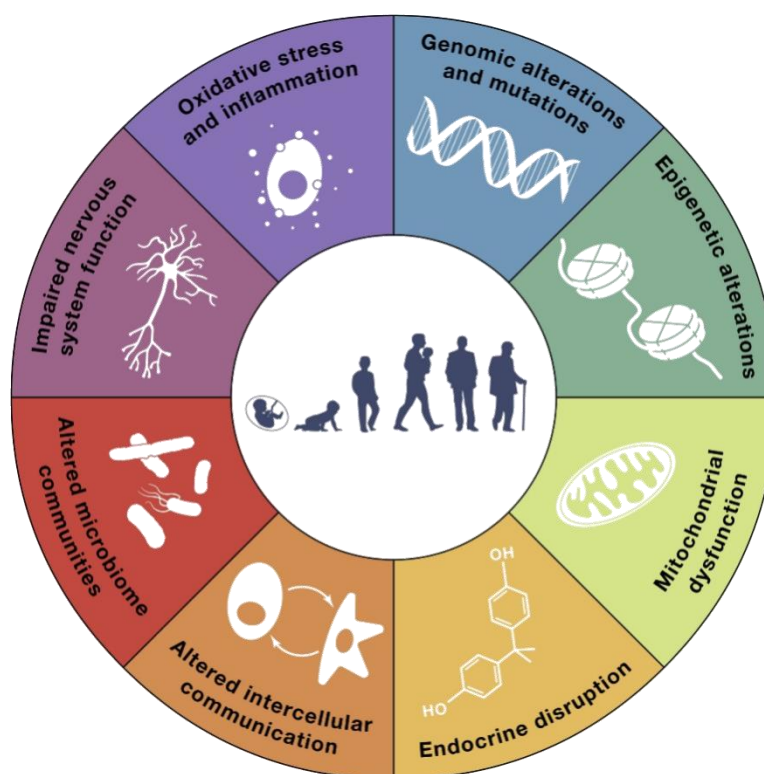 Oxidative stress
and inflammation
Genomic alterations
and mutations
Epigenetic alterations
Mitochondrial
dysfunction
OH
HO
Endocrine disruption
Altered intercellular
communication
Altered microbiome
communities
Impaired nervous
system function